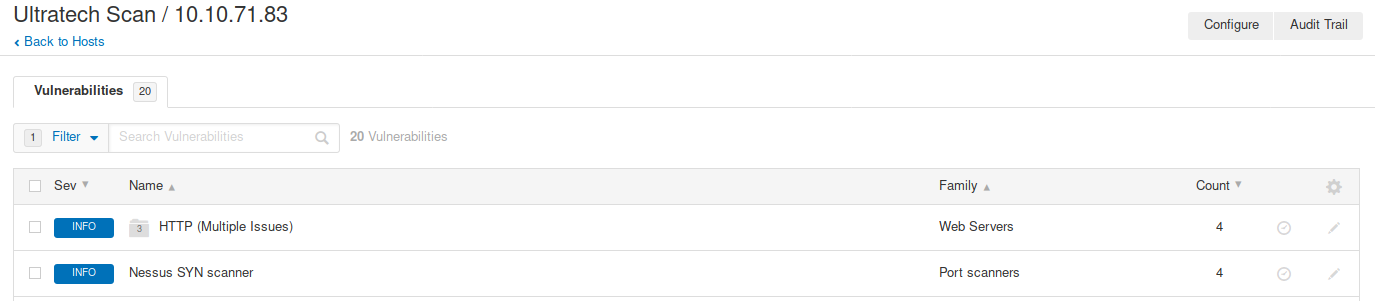 Ultratech Scan / 10.10.71.83
Back to Hosts
Configure
Audit Trail
Vulnerabilities 20
1 Filter Search Vulnerabilities 20 Vulnerabilities
Sev Name Family Count
INFO 3 HTTP (Multiple Issues) Web Servers 4
INFO Nessus SYN scanner Port scanners 4